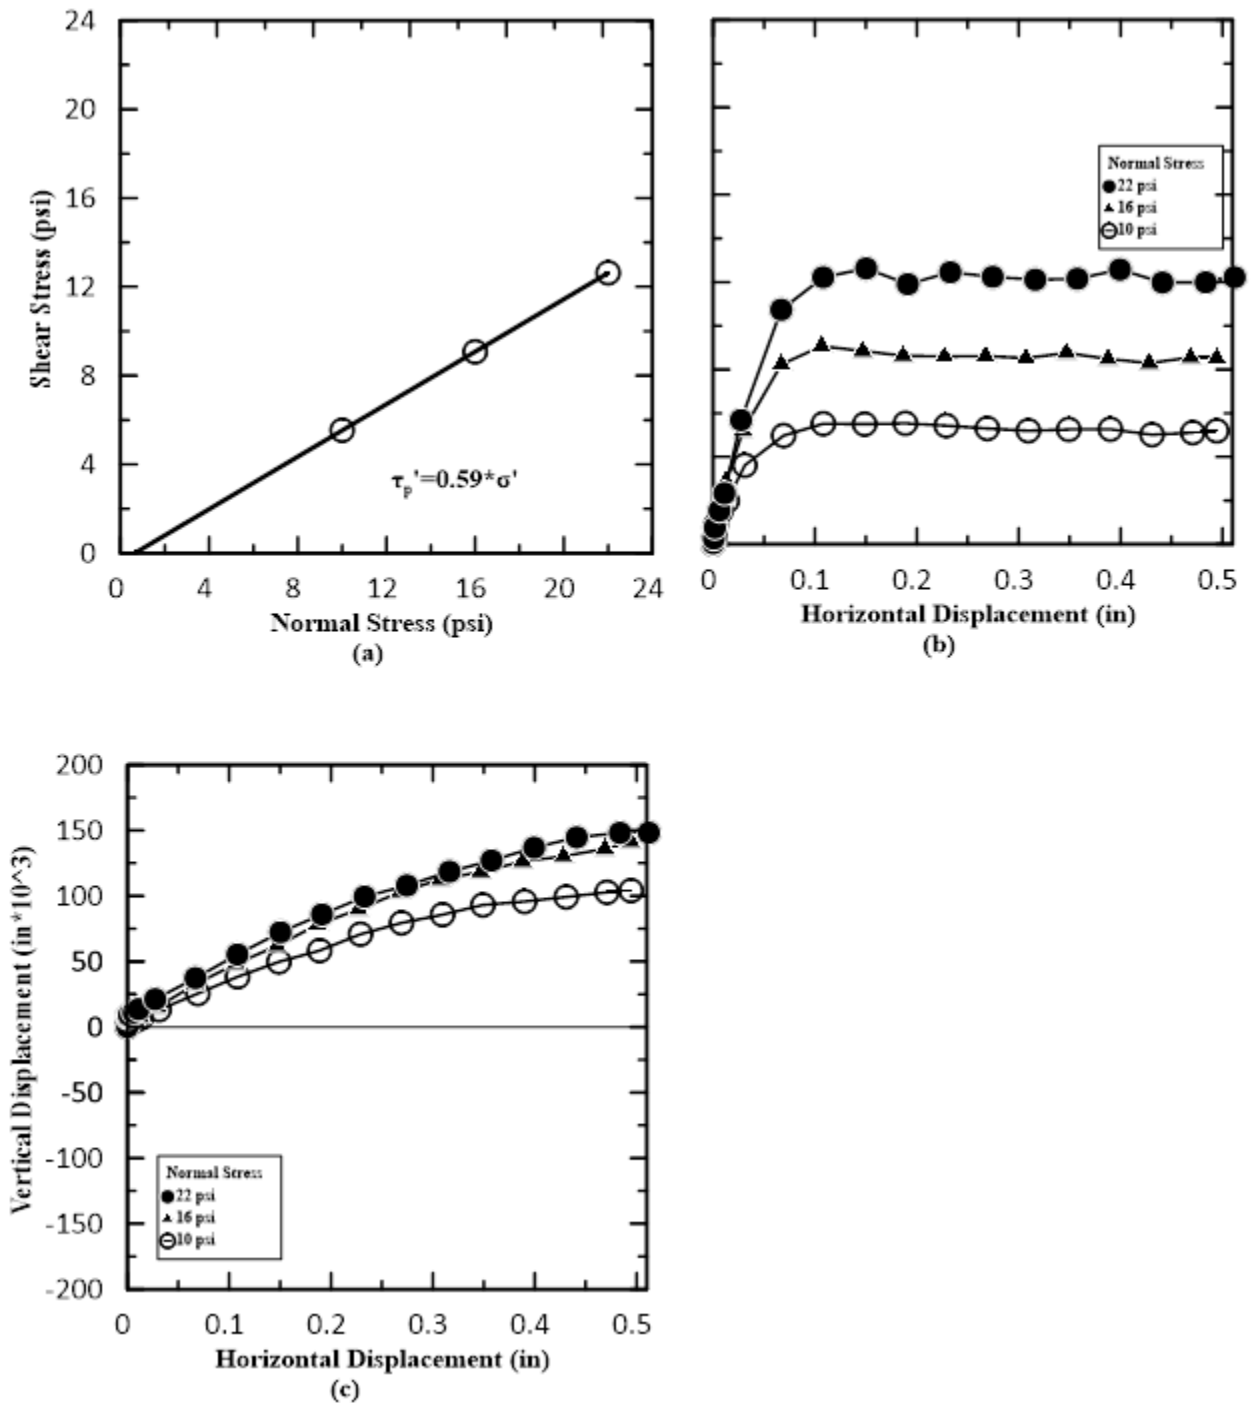 24
20
16
12
8
4
0
Shear Stress (psi)
τp'=0.59*σ'
0 4 8 12 16 20 24
Normal Stress (psi)
(a)
Normal Stress
22 psi
16 psi
10 psi
0 0.1 0.2 0.3 0.4 0.5
Horizontal Displacement (in)
(b)
200
150
100
50
0
-50
-100
-150
-200
Vertical Displacement (in*10^3)
Normal Stress
22 psi
16 psi
10 psi
0 0.1 0.2 0.3 0.4 0.5
Horizontal Displacement (in)
(c)